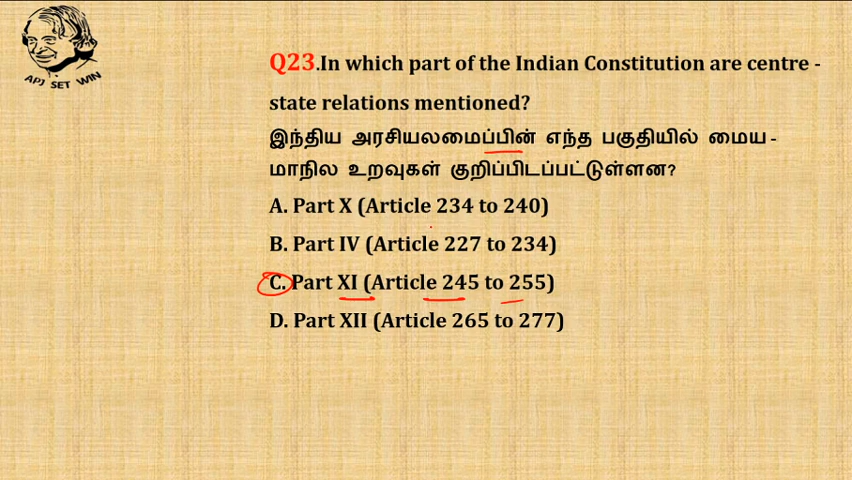 APJ SET WIN
Q23.In which part of the Indian Constitution are centre -
state relations mentioned?
இந்திய அரசியலமைப்பின் எந்த பகுதியில் மைய -
மாநில உறவுகள் குறிப்பிடப்பட்டுள்ளன?
A. Part X (Article 234 to 240)
B. Part IV (Article 227 to 234)
C. Part XI (Article 245 to 255)
D. Part XII (Article 265 to 277)